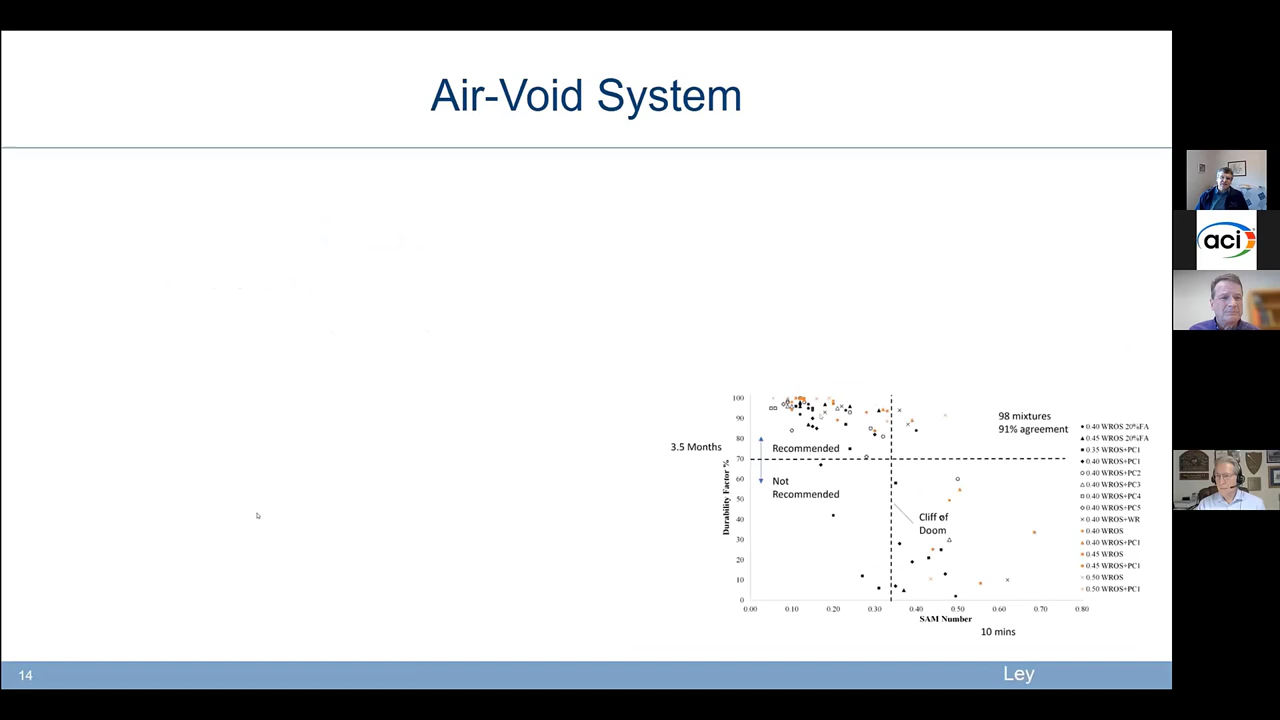 Air-Void System
aci
3.5 Months
Durability Factor %
100
90
80
70
60
50
40
30
20
10
0
Recommended
Not
Recommended
Cliff of
Doom
98 mixtures
91% agreement
0.40 WROS 20%FA
0.45 WROS 20%FA
0.35 WROS+PC1
0.40 WROS+PC1
0.40 WROS+PC2
0.40 WROS+PC3
0.40 WROS+PC4
0.40 WROS+PC5
0.40 WROS+WR
0.40 WROS
0.40 WROS+PC1
0.45 WROS
0.45 WROS+PC1
0.50 WROS
0.50 WROS+PC1
0.00 0.10 0.20 0.30 0.40 0.50 0.60 0.70 0.80
SAM Number
10 mins
14
Ley